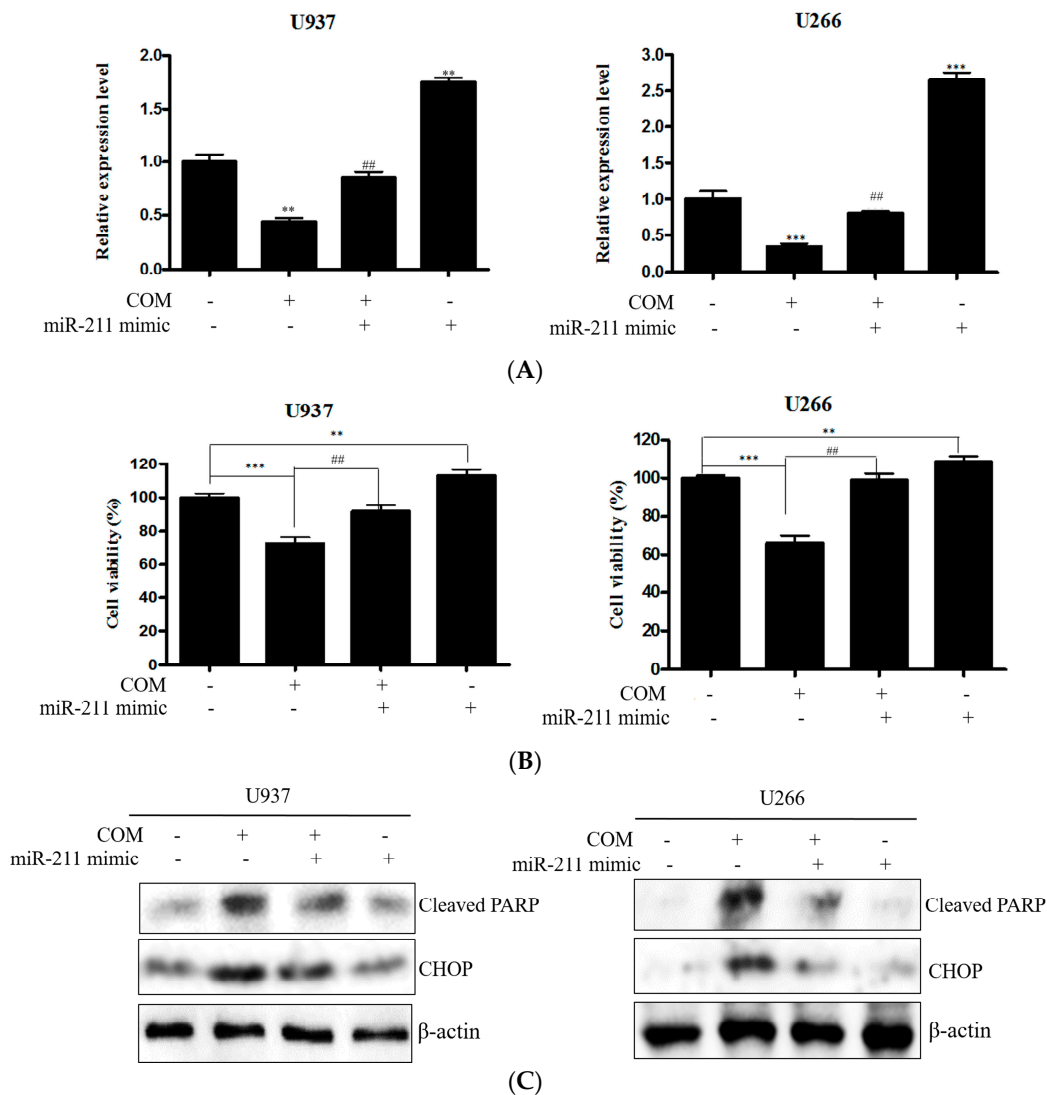 U937
U266
Relative expression level
2.0
1.5
1.0
0.5
0.0
**
##
**
COM - + + -
miR-211 mimic - - + +
Relative expression level
3.0
2.5
2.0
1.5
1.0
0.5
0.0
***
##
***
COM - + + -
miR-211 mimic - - + +
(A)
U937
U266
Cell viability (%)
120
100
80
60
40
20
0
**
***
##
COM - + + -
miR-211 mimic - - + +
Cell viability (%)
120
100
80
60
40
20
0
**
***
##
COM - + + -
miR-211 mimic - - + +
(B)
U937
COM - + + -
miR-211 mimic - - + +
Cleaved PARP
CHOP
β-actin
U266
COM - + + -
miR-211 mimic - - + +
Cleaved PARP
CHOP
β-actin
(C)